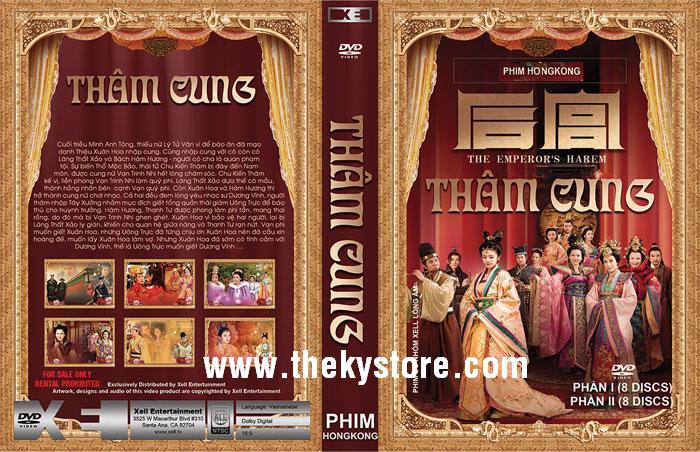 THÂM CUNG
Cuối triều Minh Anh Tông, thiếu nữ Lý Tử Vân vì để báo ân đã mạo
danh Thiệu Xuân Hoa nhập cung. Cùng nhập cung với cô còn có
Lăng Thất Xảo và Bách Hàm Hương - người có cha là quan phạm
tội. Sự biến Thổ Mộc Bảo, thái tử Chu Kiến Thâm bị đày đến Nam
môn, được cung nữ Vạn Trinh Nhi hết lòng chăm sóc. Chu Kiến Thâm
kế vị, liền phong Vạn Trinh Nhi làm quý phi. Lăng Thất Xảo dựa thế cô mẫu,
thành hồng nhân bên cạnh Vạn quý phi. Còn Xuân Hoa và Hàm Hương thì
trở thành cung nữ chơi nhạc. Cả hai đều đem lòng yêu nhạc sư Dương Vĩnh, người
thâm nhập Tây Xưởng nhằm mục đích giết tổng quản thái giám Uông Trực để báo
thù cho huynh trưởng. Hàm Hương, Thanh Tư được phong làm phi tần, mang thai
rồng, do đó mà bị Vạn Trinh Nhi ghen ghét. Xuân Hoa vì bảo vệ hai người, lại bị
Lăng Thất Xảo ly gián, khiến cho quan hệ giữa nàng và Thanh Tư rạn nứt. Vạn phi
muốn giết Xuân Hoa, nhưng Uông Trực đã từng chịu ơn Xuân Hoa nên đã cầu xin
hoàng đế, muốn lấy Xuân Hoa làm vợ. Nhưng Xuân Hoa đã sớm có tình cảm với
Dương Vĩnh, thế là Uông Trực muốn giết Dương Vĩnh ....
FOR SALE ONLY
RENTAL PROHIBITED
Exclusively Distributed by Xell Entertainment
Artwork, designs and audio of this video product are copyrighted by Xell Entertainment
DVD
VIDEO
XELL
Xell Entertainment
3525 W Macarthur Blvd #310
Santa Ana, CA 92704
www.xell.tv
ALL
NTSC
Language: Vietnamese
Dolby Digital
16:9
XELL
DVD
VIDEO
THÂM CUNG
PHIM
HONGKONG
PHIM HONGKONG
后宫
THE EMPEROR'S HAREM
THÂM CUNG
DVD
VIDEO
PHẦN I (8 DISCS)
PHẦN II (8 DISCS)
www.thekystore.com